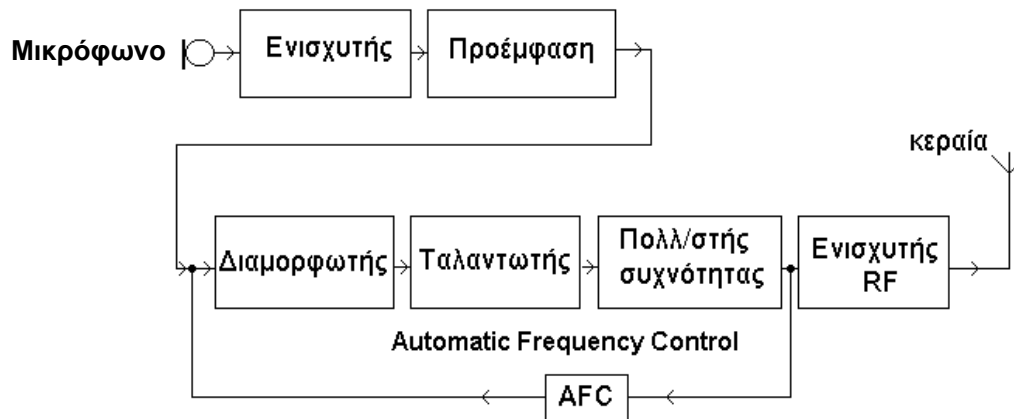 Μικρόφωνο
Ενισχυτής
Προέμφαση
κεραία
Διαμορφωτής
Ταλαντωτής
Πολλ/στής
συχνότητας
Ενισχυτής
RF
Automatic Frequency Control
AFC